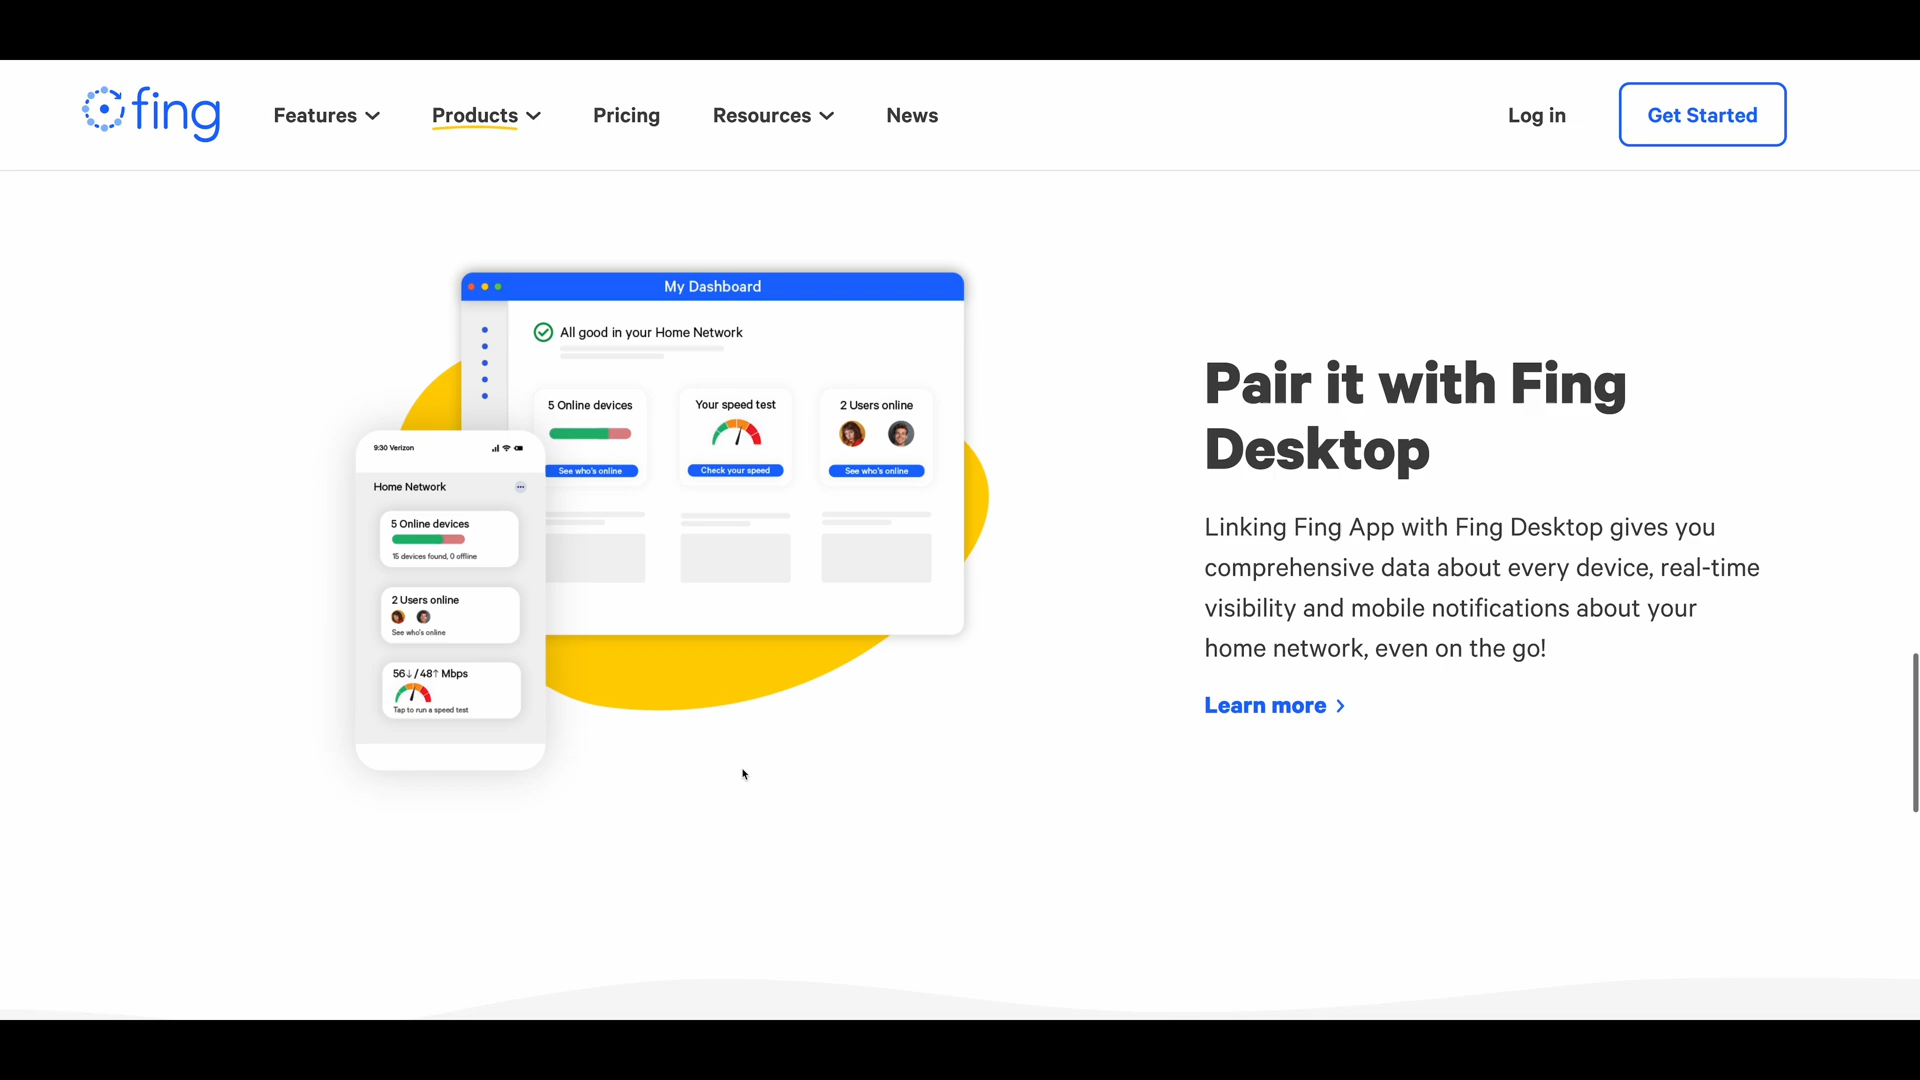 fing
Features
Products
Pricing
Resources
News
Log in
Get Started
My Dashboard
All good in your Home Network
5 Online devices
See who's online
Your speed test
Check your speed
2 Users online
See who's online
9:30 Verizon
Home Network
5 Online devices
15 devices found, 0 offline
2 Users online
See who's online
56↓/48↑ Mbps
Tap to run a speed test
Pair it with Fing
Desktop
Linking Fing App with Fing Desktop gives you
comprehensive data about every device, real-time
visibility and mobile notifications about your
home network, even on the go!
Learn more